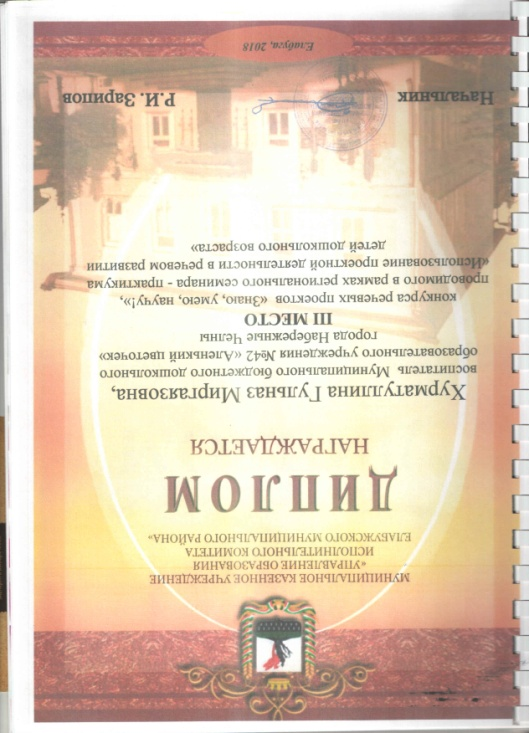 МУНИЦИПАЛЬНОЕ КАЗЕННОЕ УЧРЕЖДЕНИЕ
«УПРАВЛЕНИЕ ОБРАЗОВАНИЯ
ИСПОЛНИТЕЛЬНОГО КОМИТЕТА
ЕЛАБУЖСКОГО МУНИЦИПАЛЬНОГО РАЙОНА»
ДИПЛОМ
НАГРАЖДАЕТСЯ
Хурматуллина Гульназ Миргаязовна,
воспитатель Муниципального бюджетного дошкольного
образовательного учреждения №42 «Аленький цветочек»
города Набережные Челны
III МЕСТО
конкурса речевых проектов «Знаю, умею, научу!»,
проводимого в рамках регионального семинара - практикума
«Использование проектной деятельности в речевом развитии
детей дошкольного возраста»
Начальник Р.И. Зарипов
Елабуга, 2018